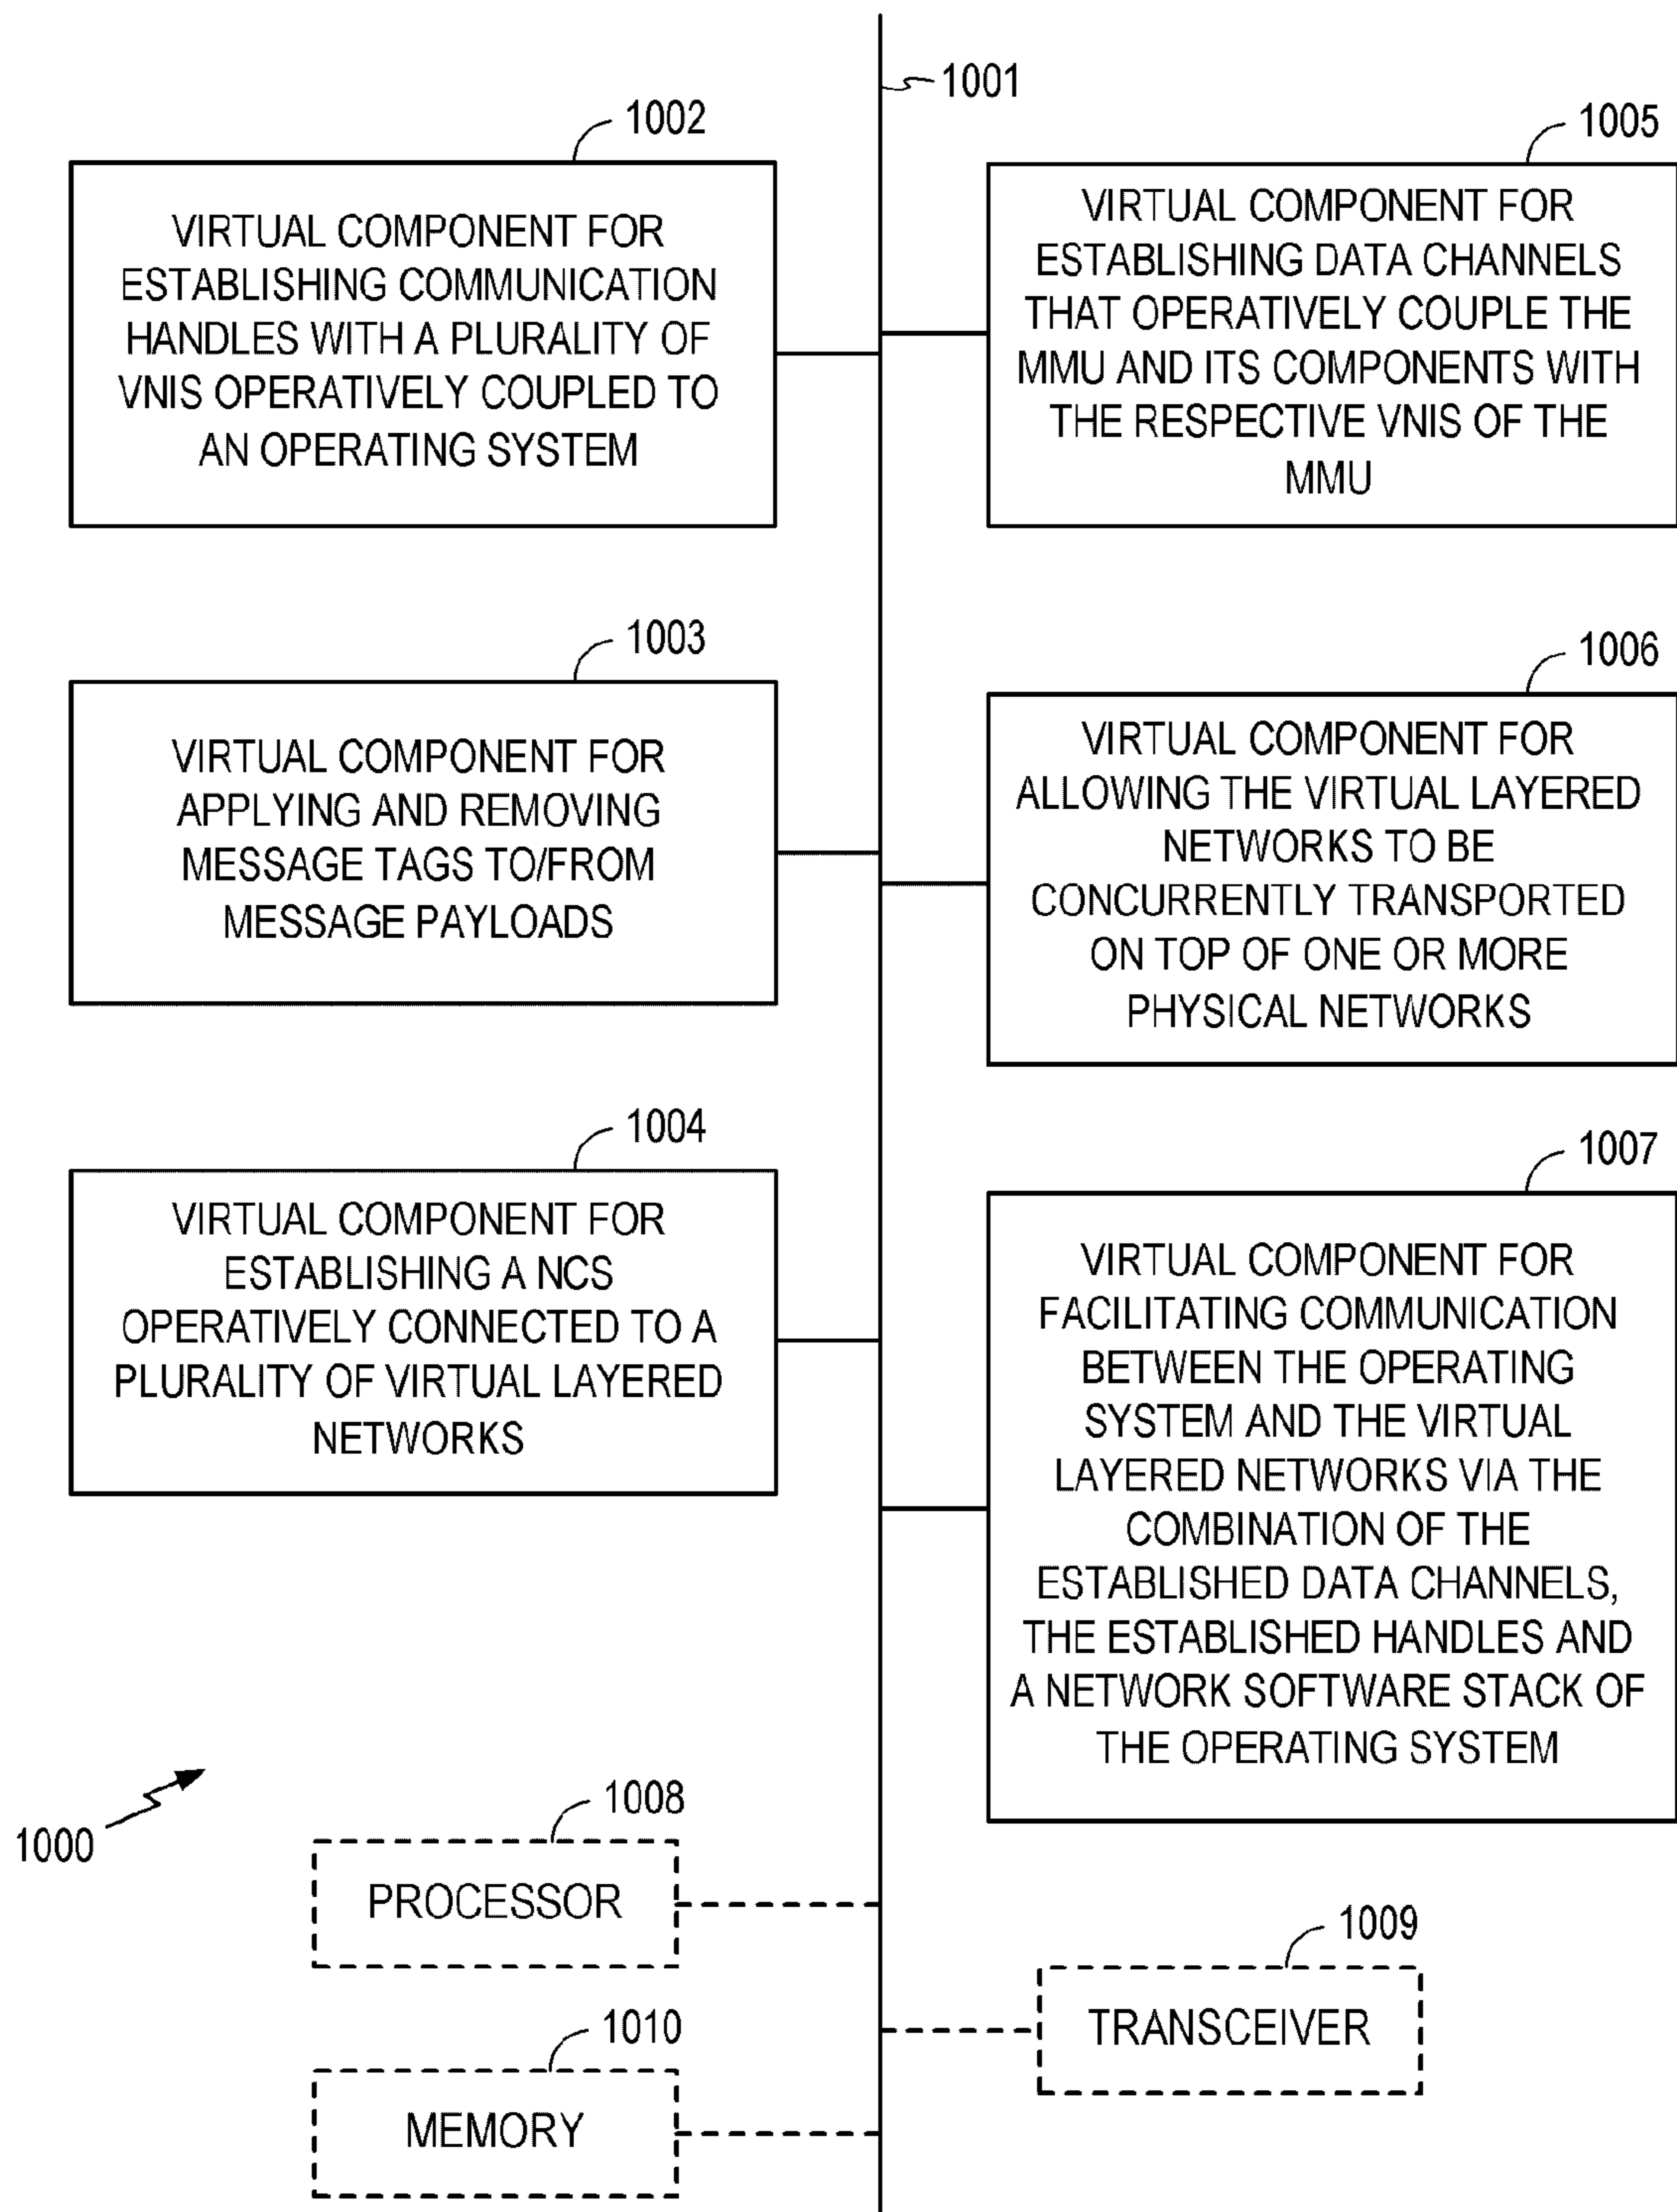 1001
1002
VIRTUAL COMPONENT FOR
ESTABLISHING COMMUNICATION
HANDLES WITH A PLURALITY OF
VNIS OPERATIVELY COUPLED TO
AN OPERATING SYSTEM
1005
VIRTUAL COMPONENT FOR
ESTABLISHING DATA CHANNELS
THAT OPERATIVELY COUPLE THE
MMU AND ITS COMPONENTS WITH
THE RESPECTIVE VNIS OF THE
MMU
1003
VIRTUAL COMPONENT FOR
APPLYING AND REMOVING
MESSAGE TAGS TO/FROM
MESSAGE PAYLOADS
1006
VIRTUAL COMPONENT FOR
ALLOWING THE VIRTUAL LAYERED
NETWORKS TO BE
CONCURRENTLY TRANSPORTED
ON TOP OF ONE OR MORE
PHYSICAL NETWORKS
1004
VIRTUAL COMPONENT FOR
ESTABLISHING A NCS
OPERATIVELY CONNECTED TO A
PLURALITY OF VIRTUAL LAYERED
NETWORKS
1007
VIRTUAL COMPONENT FOR
FACILITATING COMMUNICATION
BETWEEN THE OPERATING
SYSTEM AND THE VIRTUAL
LAYERED NETWORKS VIA THE
COMBINATION OF THE
ESTABLISHED DATA CHANNELS,
THE ESTABLISHED HANDLES AND
A NETWORK SOFTWARE STACK OF
THE OPERATING SYSTEM
1000
1008
PROCESSOR
1009
TRANSCEIVER
1010
MEMORY